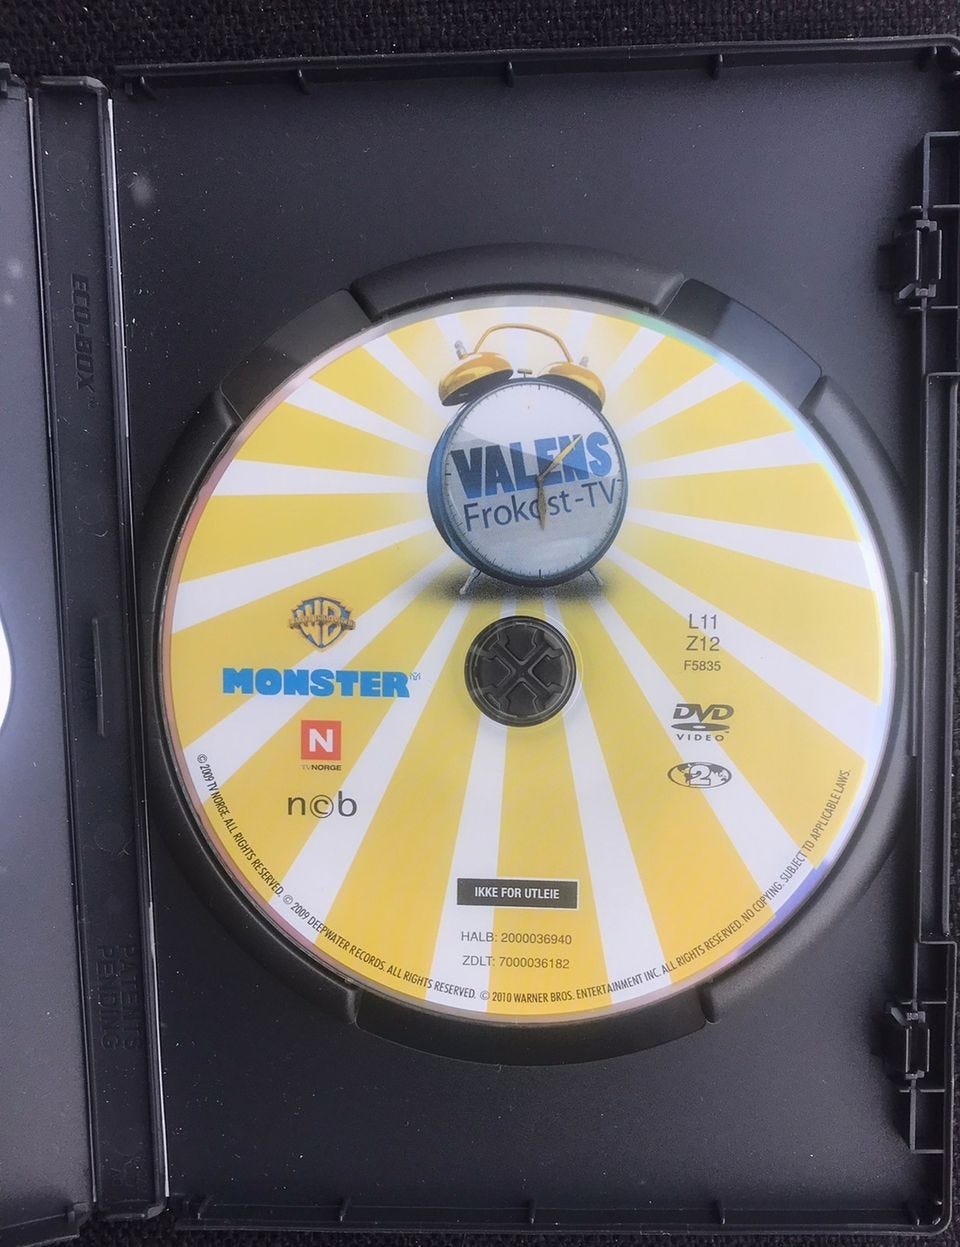 VALENS
Frokost-TV
WB
MONSTER
N
TVNORGE
ncb
L11
Z12
F5835
DVD
VIDEO
2
IKKE FOR UTLEIE
HALB: 2000036940
ZDLT: 7000036182
© 2009 TV NORGE. ALL RIGHTS RESERVED. © 2009 DEEPWATER RECORDS. ALL RIGHTS RESERVED. © 2010 WARNER BROS. ENTERTAINMENT INC. ALL RIGHTS RESERVED. NO COPYING. SUBJECT TO APPLICABLE LAWS.
ECO-BOX
PATENTS
PENDING